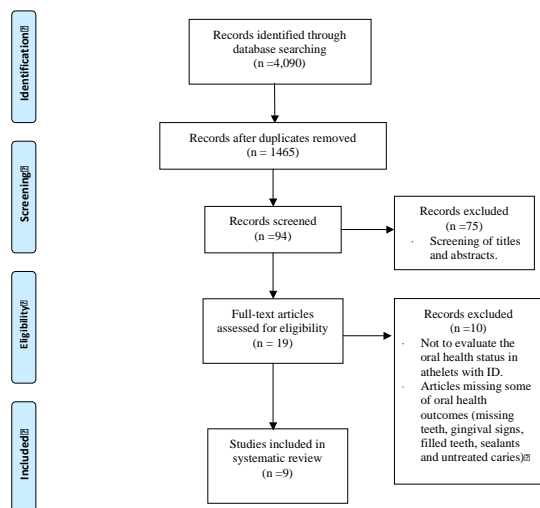 Identification
Records identified through
database searching
(n =4,090)
Records after duplicates removed
(n = 1465)
Screening
Records screened
(n =94)
Records excluded
(n =75)
· Screening of titles
and abstracts.
Eligibility
Full-text articles
assessed for eligibility
(n = 19)
Records excluded
(n =10)
· Not to evaluate the
oral health status in
athelets with ID.
· Articles missing some
of oral health
outcomes (missing
teeth, gingival signs,
filled teeth, sealants
and untreated caries)
Included
Studies included in
systematic review
(n =9)